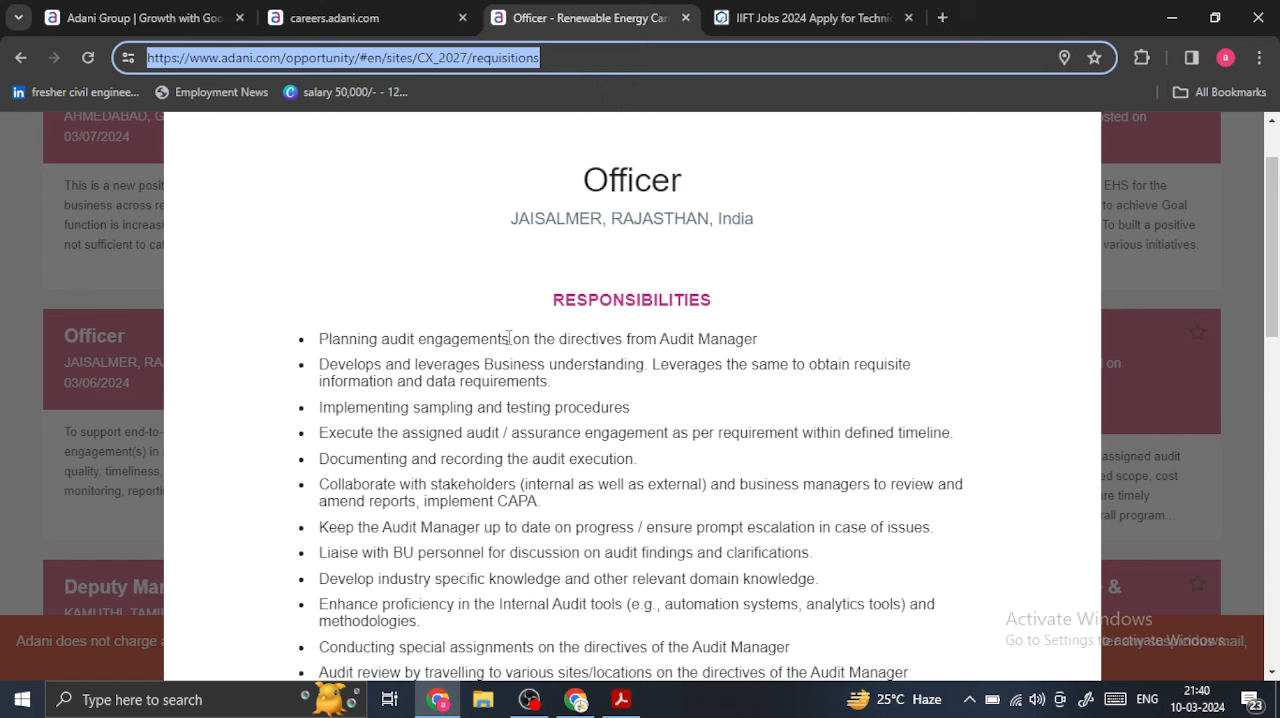 Adani Group | Growth with Goo
careers.adani.com
Officer - Renewable Energy Car
IIFT Jobs 2024 Apply for Technic
https://www.adani.com/opportunity/#en/sites/CX_2027/requisitions
a
fresher civil enginee...
Employment News
salary 50,000/- - 12...
All Bookmarks
AHMEDABAD, G
03/07/2024
osted on
This is a new posit
business across re
function is increasi
not sufficient to cal
EHS for the
to achieve Goal
To built a positive
various initiatives.
Officer
JAISALMER, RAJASTHAN, India
RESPONSIBILITIES
• Planning audit engagements on the directives from Audit Manager
• Develops and leverages Business understanding. Leverages the same to obtain requisite
information and data requirements.
• Implementing sampling and testing procedures
• Execute the assigned audit / assurance engagement as per requirement within defined timeline.
• Documenting and recording the audit execution.
• Collaborate with stakeholders (internal as well as external) and business managers to review and
amend reports, implement CAPA.
• Keep the Audit Manager up to date on progress / ensure prompt escalation in case of issues.
• Liaise with BU personnel for discussion on audit findings and clarifications.
• Develop industry specific knowledge and other relevant domain knowledge.
• Enhance proficiency in the Internal Audit tools (e.g., automation systems, analytics tools) and
methodologies.
• Conducting special assignments on the directives of the Audit Manager
• Audit review by travelling to various sites/locations on the directives of the Audit Manager
Officer
JAISALMER, RA
03/06/2024
d on
To support end-to-
engagement(s) in
quality, timeliness,
monitoring, reporti
assigned audit
ed scope, cost
are timely
rall program...
Deputy Mar
KAMUTHI, TAMIL
&
Adani does not charge a
mail,
Activate Windows
Go to Settings to activate Windows.
Type here to search
25°C Haze
ENG
21:40
10-03-2024
23